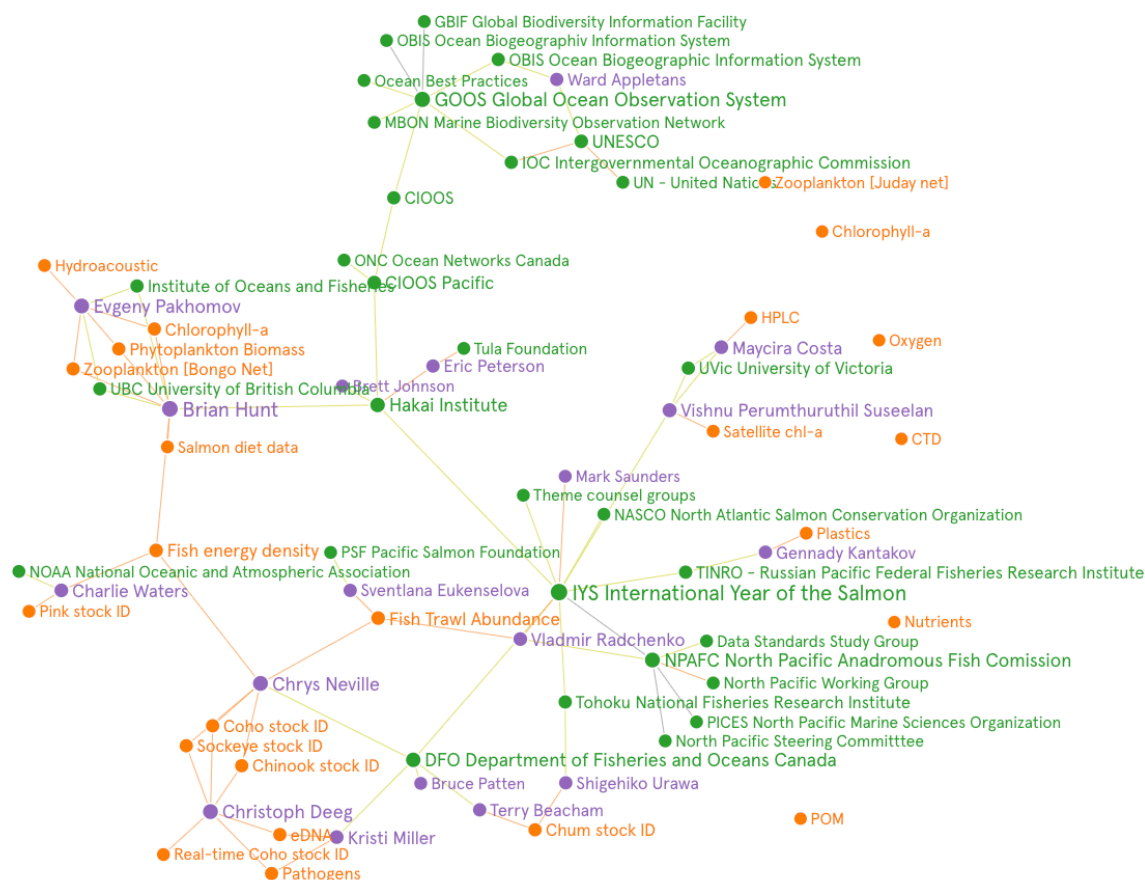 GBIF Global Biodiversity Information Facility
OBIS Ocean Biogeographiv Information System
OBIS Ocean Biogeographic Information System
Ocean Best Practices
Ward Appletans
GOOS Global Ocean Observation System
MBON Marine Biodiversity Observation Network
UNESCO
IOC Intergovernmental Oceanographic Commission
UN - United Nations
Zooplankton [Juday net]
CIOOS
Chlorophyll-a
ONC Ocean Networks Canada
Hydroacoustic
CIOOS Pacific
Institute of Oceans and Fisheries
Evgeny Pakhomov
HPLC
Chlorophyll-a
Oxygen
Maycira Costa
Phytoplankton Biomass
Tula Foundation
Eric Peterson
Zooplankton [Bongo Net]
UVic University of Victoria
Brett Johnson
UBC University of British Columbia
Hakai Institute
Brian Hunt
Vishnu Perumthuruthil Suseelan
Satellite chl-a
CTD
Salmon diet data
Mark Saunders
Theme counsel groups
NASCO North Atlantic Salmon Conservation Organization
Plastics
Fish energy density
PSF Pacific Salmon Foundation
Gennady Kantakov
NOAA National Oceanic and Atmospheric Association
TINRO - Russian Pacific Federal Fisheries Research Institute
Charlie Waters
Sventlana Eukenselova
IYS International Year of the Salmon
Pink stock ID
Fish Trawl Abundance
Nutrients
Vladmir Radchenko
Data Standards Study Group
NPAFC North Pacific Anadromous Fish Comission
Chrys Neville
North Pacific Working Group
Tohoku National Fisheries Research Institute
PICES North Pacific Marine Sciences Organization
Coho stock ID
North Pacific Steering Committtee
Sockeye stock ID
DFO Department of Fisheries and Oceans Canada
Chinook stock ID
Bruce Patten
Shigehiko Urawa
Christoph Deeg
Terry Beacham
POM
Chum stock ID
eDNA
Kristi Miller
Real-time Coho stock ID
Pathogens